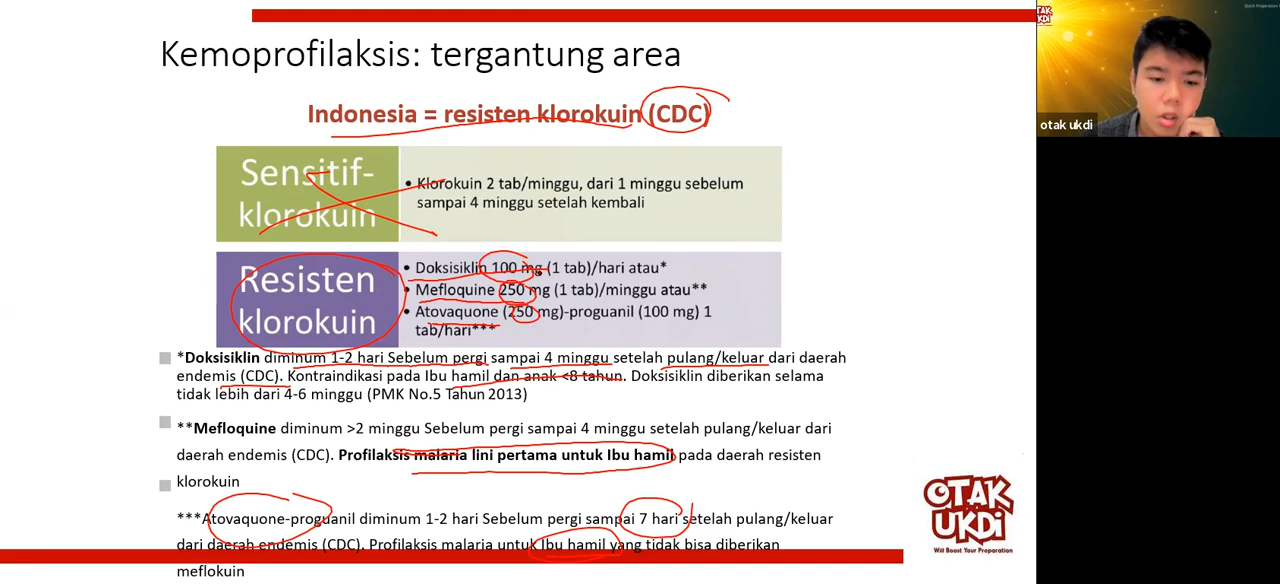 Kemoprofilaksis: tergantung area
Indonesia = resisten klorokuin (CDC)
Sensitif-
klorokuin
• Klorokuin 2 tab/minggu, dari 1 minggu sebelum
sampai 4 minggu setelah kembali
Resisten
klorokuin
• Doksisiklin 100 mg (1 tab)/hari atau*
• Mefloquine 250 mg (1 tab)/minggu atau**
• Atovaquone (250 mg)-proguanil (100 mg) 1
tab/hari***
*Doksisiklin diminum 1-2 hari Sebelum pergi sampai 4 minggu setelah pulang/keluar dari daerah
endemis (CDC). Kontraindikasi pada Ibu hamil dan anak <8 tahun. Doksisiklin diberikan selama
tidak lebih dari 4-6 minggu (PMK No.5 Tahun 2013)
**Mefloquine diminum >2 minggu Sebelum pergi sampai 4 minggu setelah pulang/keluar dari
daerah endemis (CDC). Profilaksis malaria lini pertama untuk Ibu hamil pada daerah resisten
klorokuin
***Atovaquone-proguanil diminum 1-2 hari Sebelum pergi sampai 7 hari setelah pulang/keluar
dari daerah endemis (CDC). Profilaksis malaria untuk Ibu hamil yang tidak bisa diberikan
meflokuin
OTAK
UKDI
Will Boost Your Preparation
OTAK
UKDI
otak ukdi